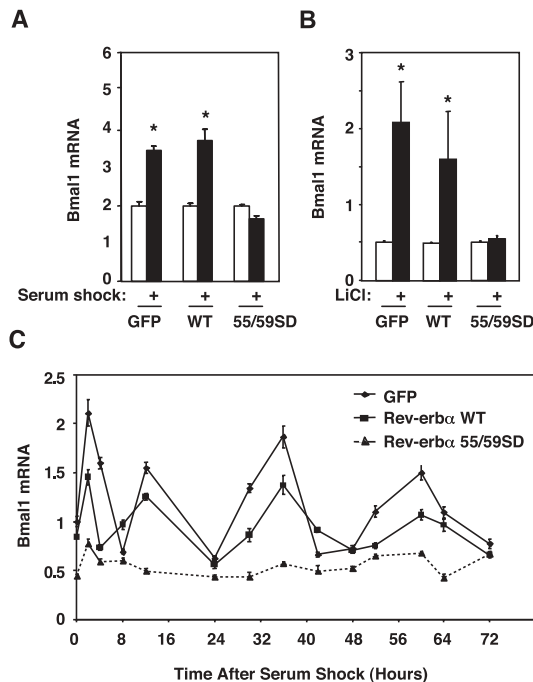 A
Bmal1 mRNA
6
5
4
3
2
1
0
* *
Serum shock: + + +
GFP WT 55/59SD
B
Bmal1 mRNA
3
2
1
0
* *
LiCl: + + +
GFP WT 55/59SD
C
Bmal1 mRNA
2.5
2
1.5
1
0.5
0
GFP
Rev-erbα WT
Rev-erbα 55/59SD
0 8 16 24 32 40 48 56 64 72
Time After Serum Shock (Hours)